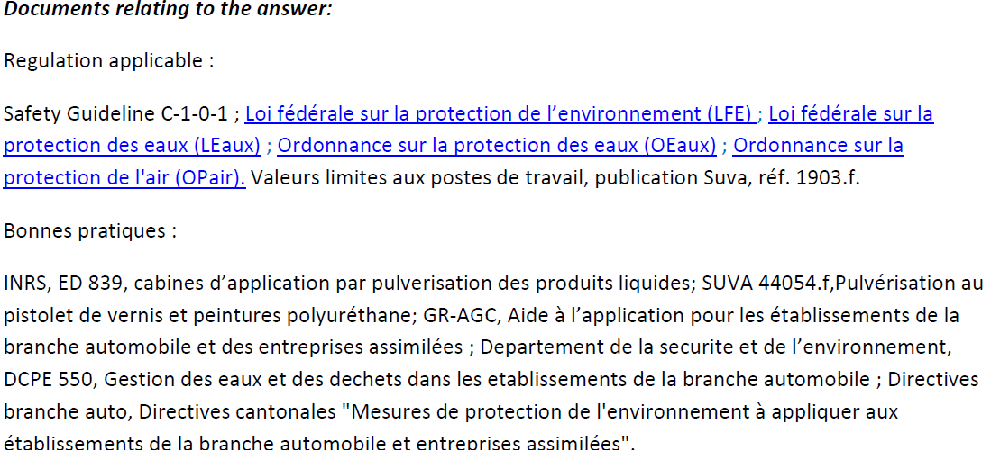 Documents relating to the answer:
Regulation applicable :
Safety Guideline C-1-0-1 ; Loi fédérale sur la protection de l’environnement (LFE) ; Loi fédérale sur la
protection des eaux (LEaux) ; Ordonnance sur la protection des eaux (OEaux) ; Ordonnance sur la
protection de l'air (OPair). Valeurs limites aux postes de travail, publication Suva, réf. 1903.f.
Bonnes pratiques :
INRS, ED 839, cabines d’application par pulverisation des produits liquides; SUVA 44054.f,Pulvérisation au
pistolet de vernis et peintures polyuréthane; GR-AGC, Aide à l’application pour les établissements de la
branche automobile et des entreprises assimilées ; Departement de la securite et de l’environnement,
DCPE 550, Gestion des eaux et des dechets dans les etablissements de la branche automobile ; Directives
branche auto, Directives cantonales "Mesures de protection de l'environnement à appliquer aux
établissements de la branche automobile et entreprises assimilées".